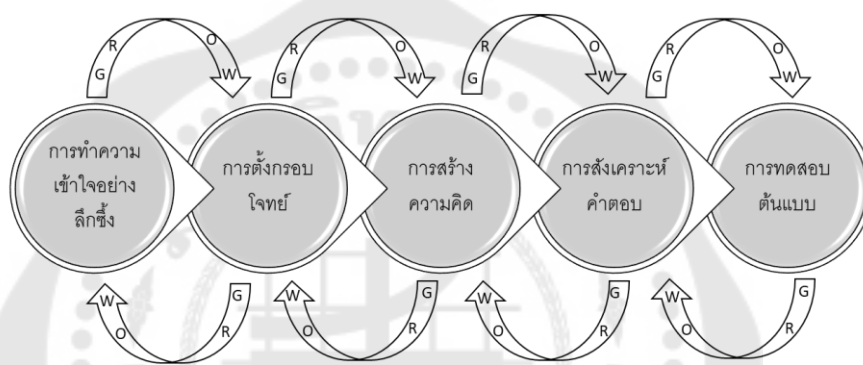 G R O W
G R O W
G R O W
G R O W
การทำความ
เข้าใจอย่าง
ลึกซึ้ง
การตั้งกรอบ
โจทย์
การสร้าง
ความคิด
การสังเคราะห์
คำตอบ
การทดสอบ
ต้นแบบ
G R O W
G R O W
G R O W
G R O W